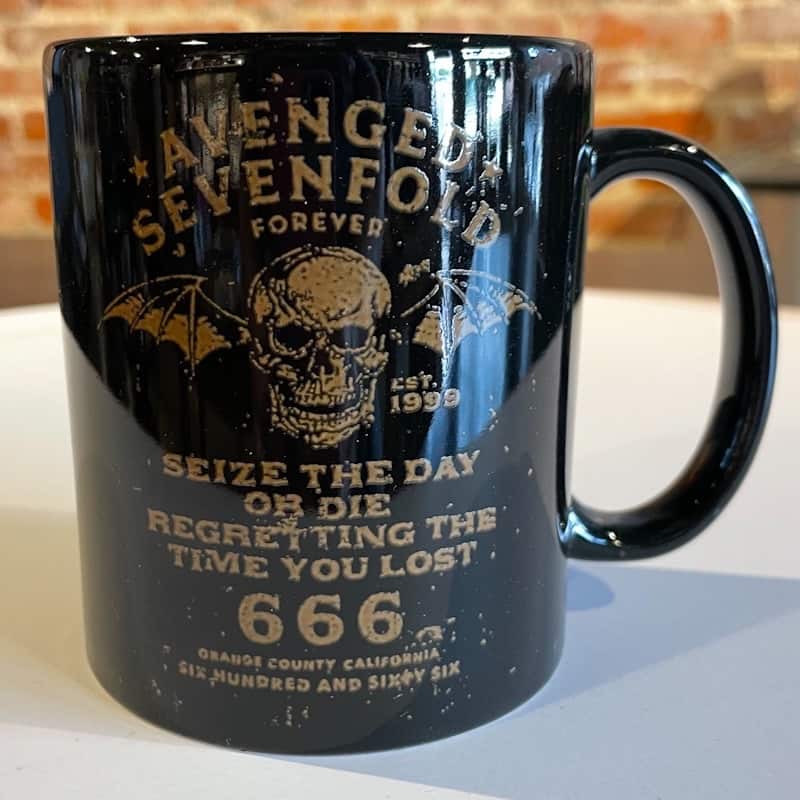 AVENGED
SEVENFOLD
FOREVER
EST.
1999
SEIZE THE DAY
OR DIE
REGRETTING THE
TIME YOU LOST
666
ORANGE COUNTY CALIFORNIA
SIX HUNDRED AND SIXTY SIX